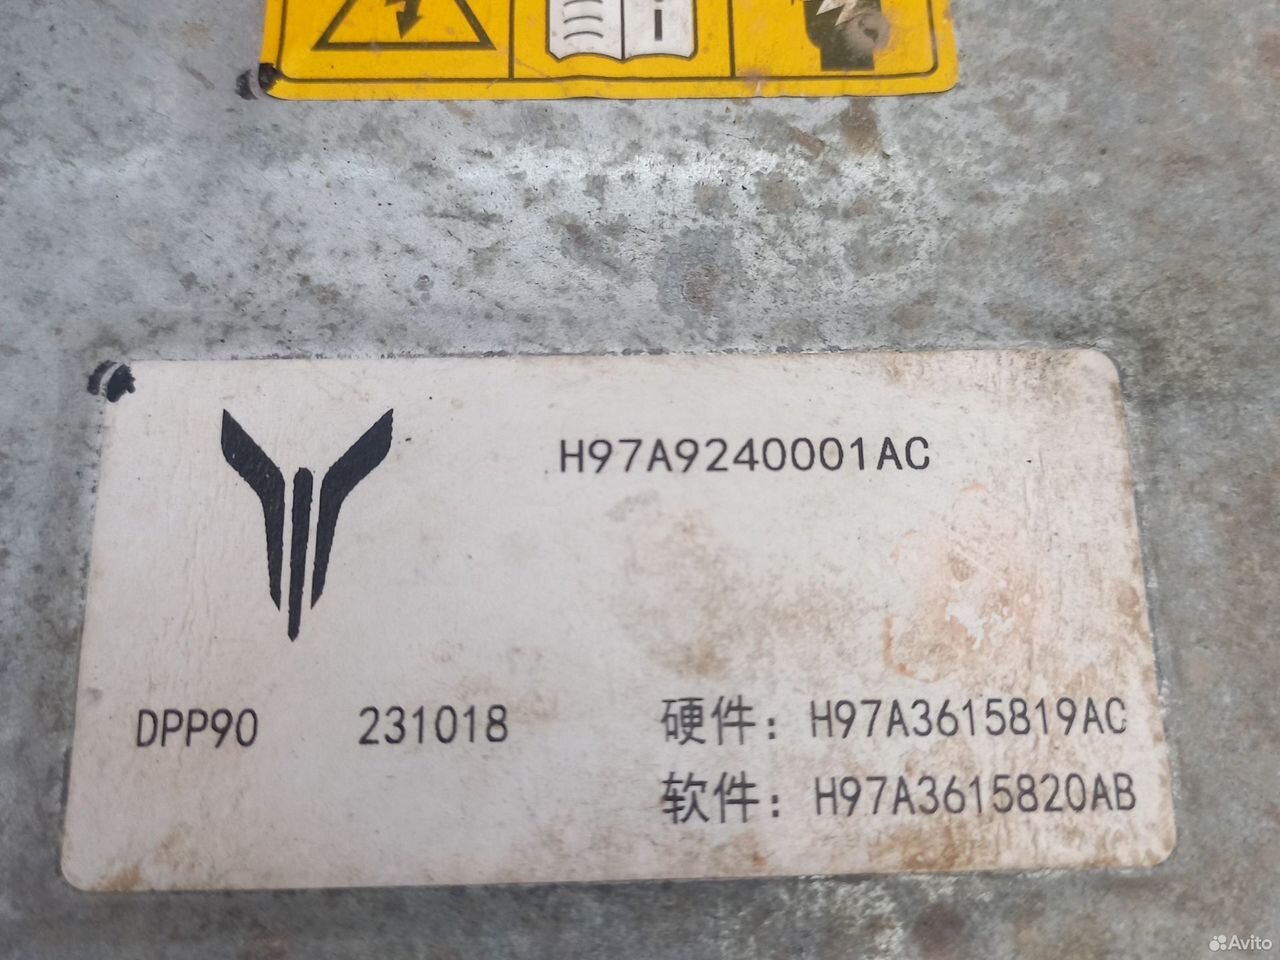 i
H97A9240001AC
DPP90 231018 硬件: H97A3615819AC
软件: H97A3615820AB
Avito